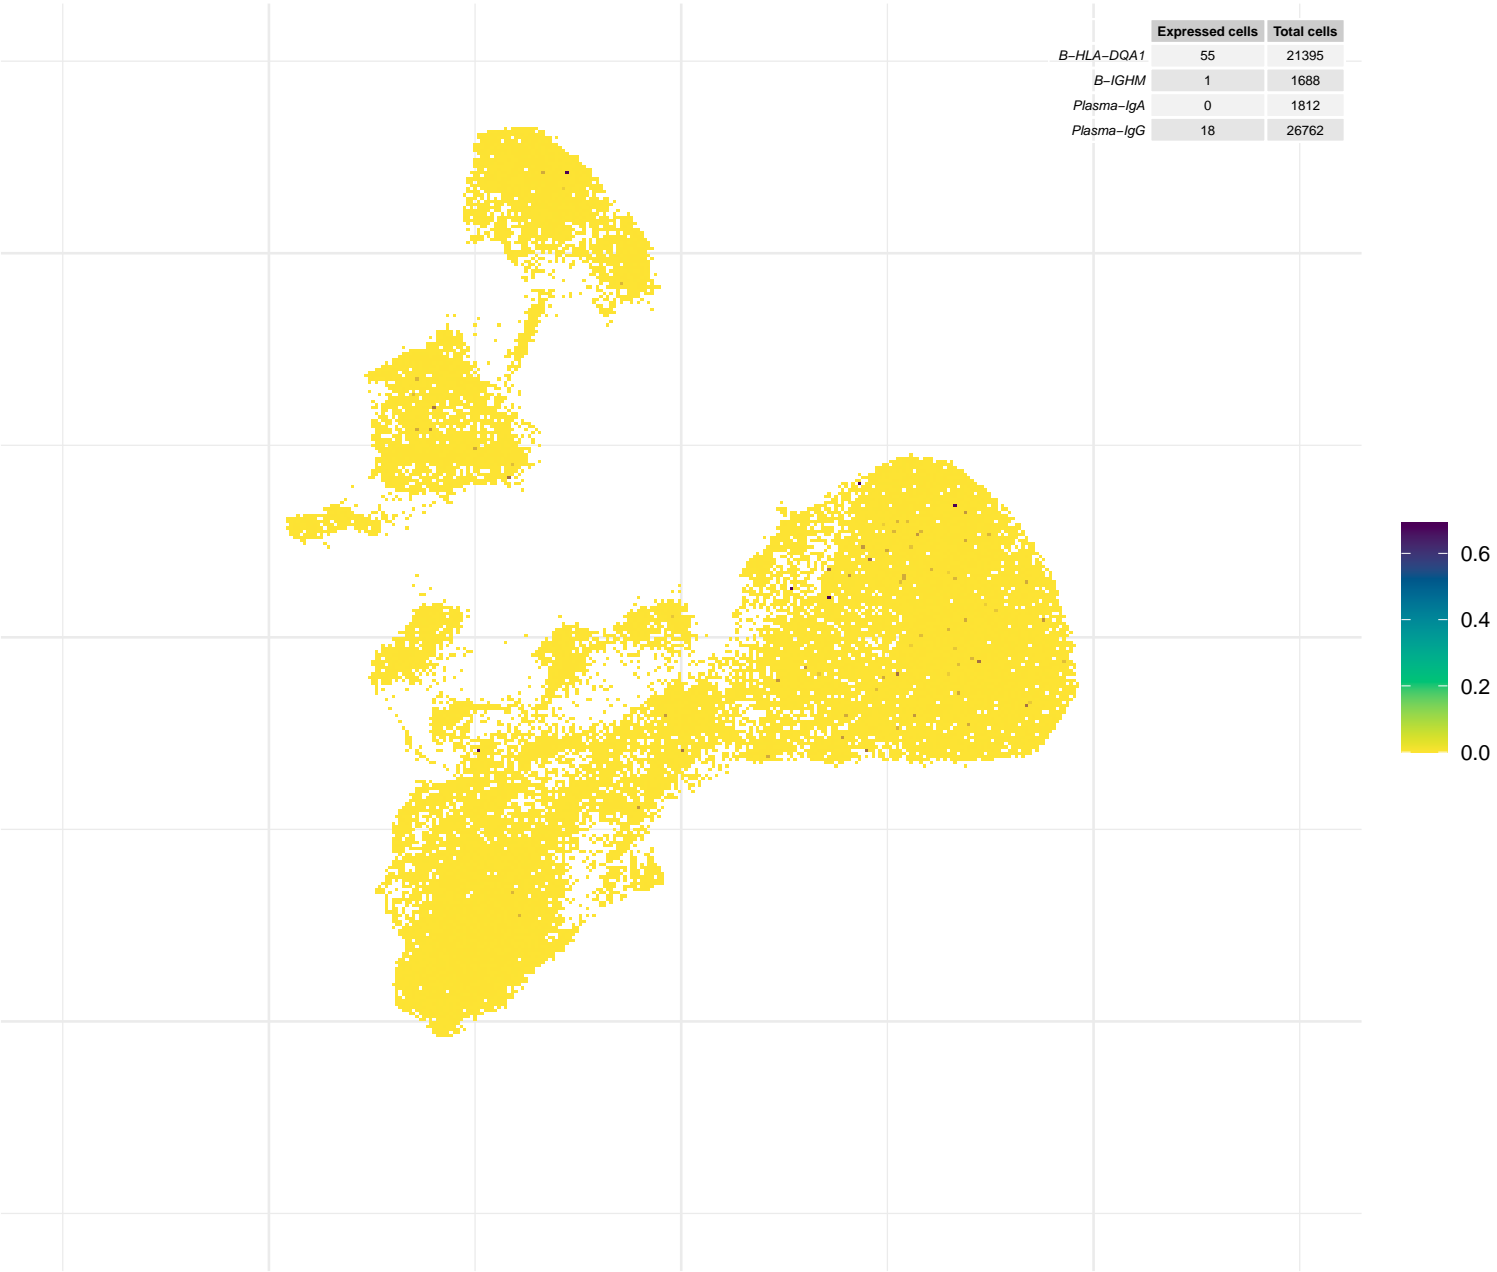 Expressed cells Total cells
B−HLA−DQA1 55 21395
B−IGHM 1 1688
Plasma−IgA 0 1812
Plasma−IgG 18 26762
0.6
0.4
0.2
0.0